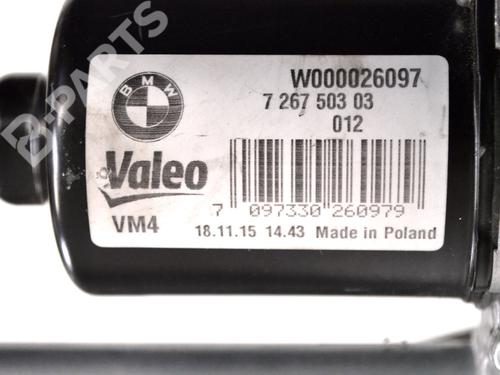 B-PARTS
BMW
W000026097
7 267 503 03
012
Valeo
VM4
7 097330 260979
18.11.15 14.43 Made in Poland